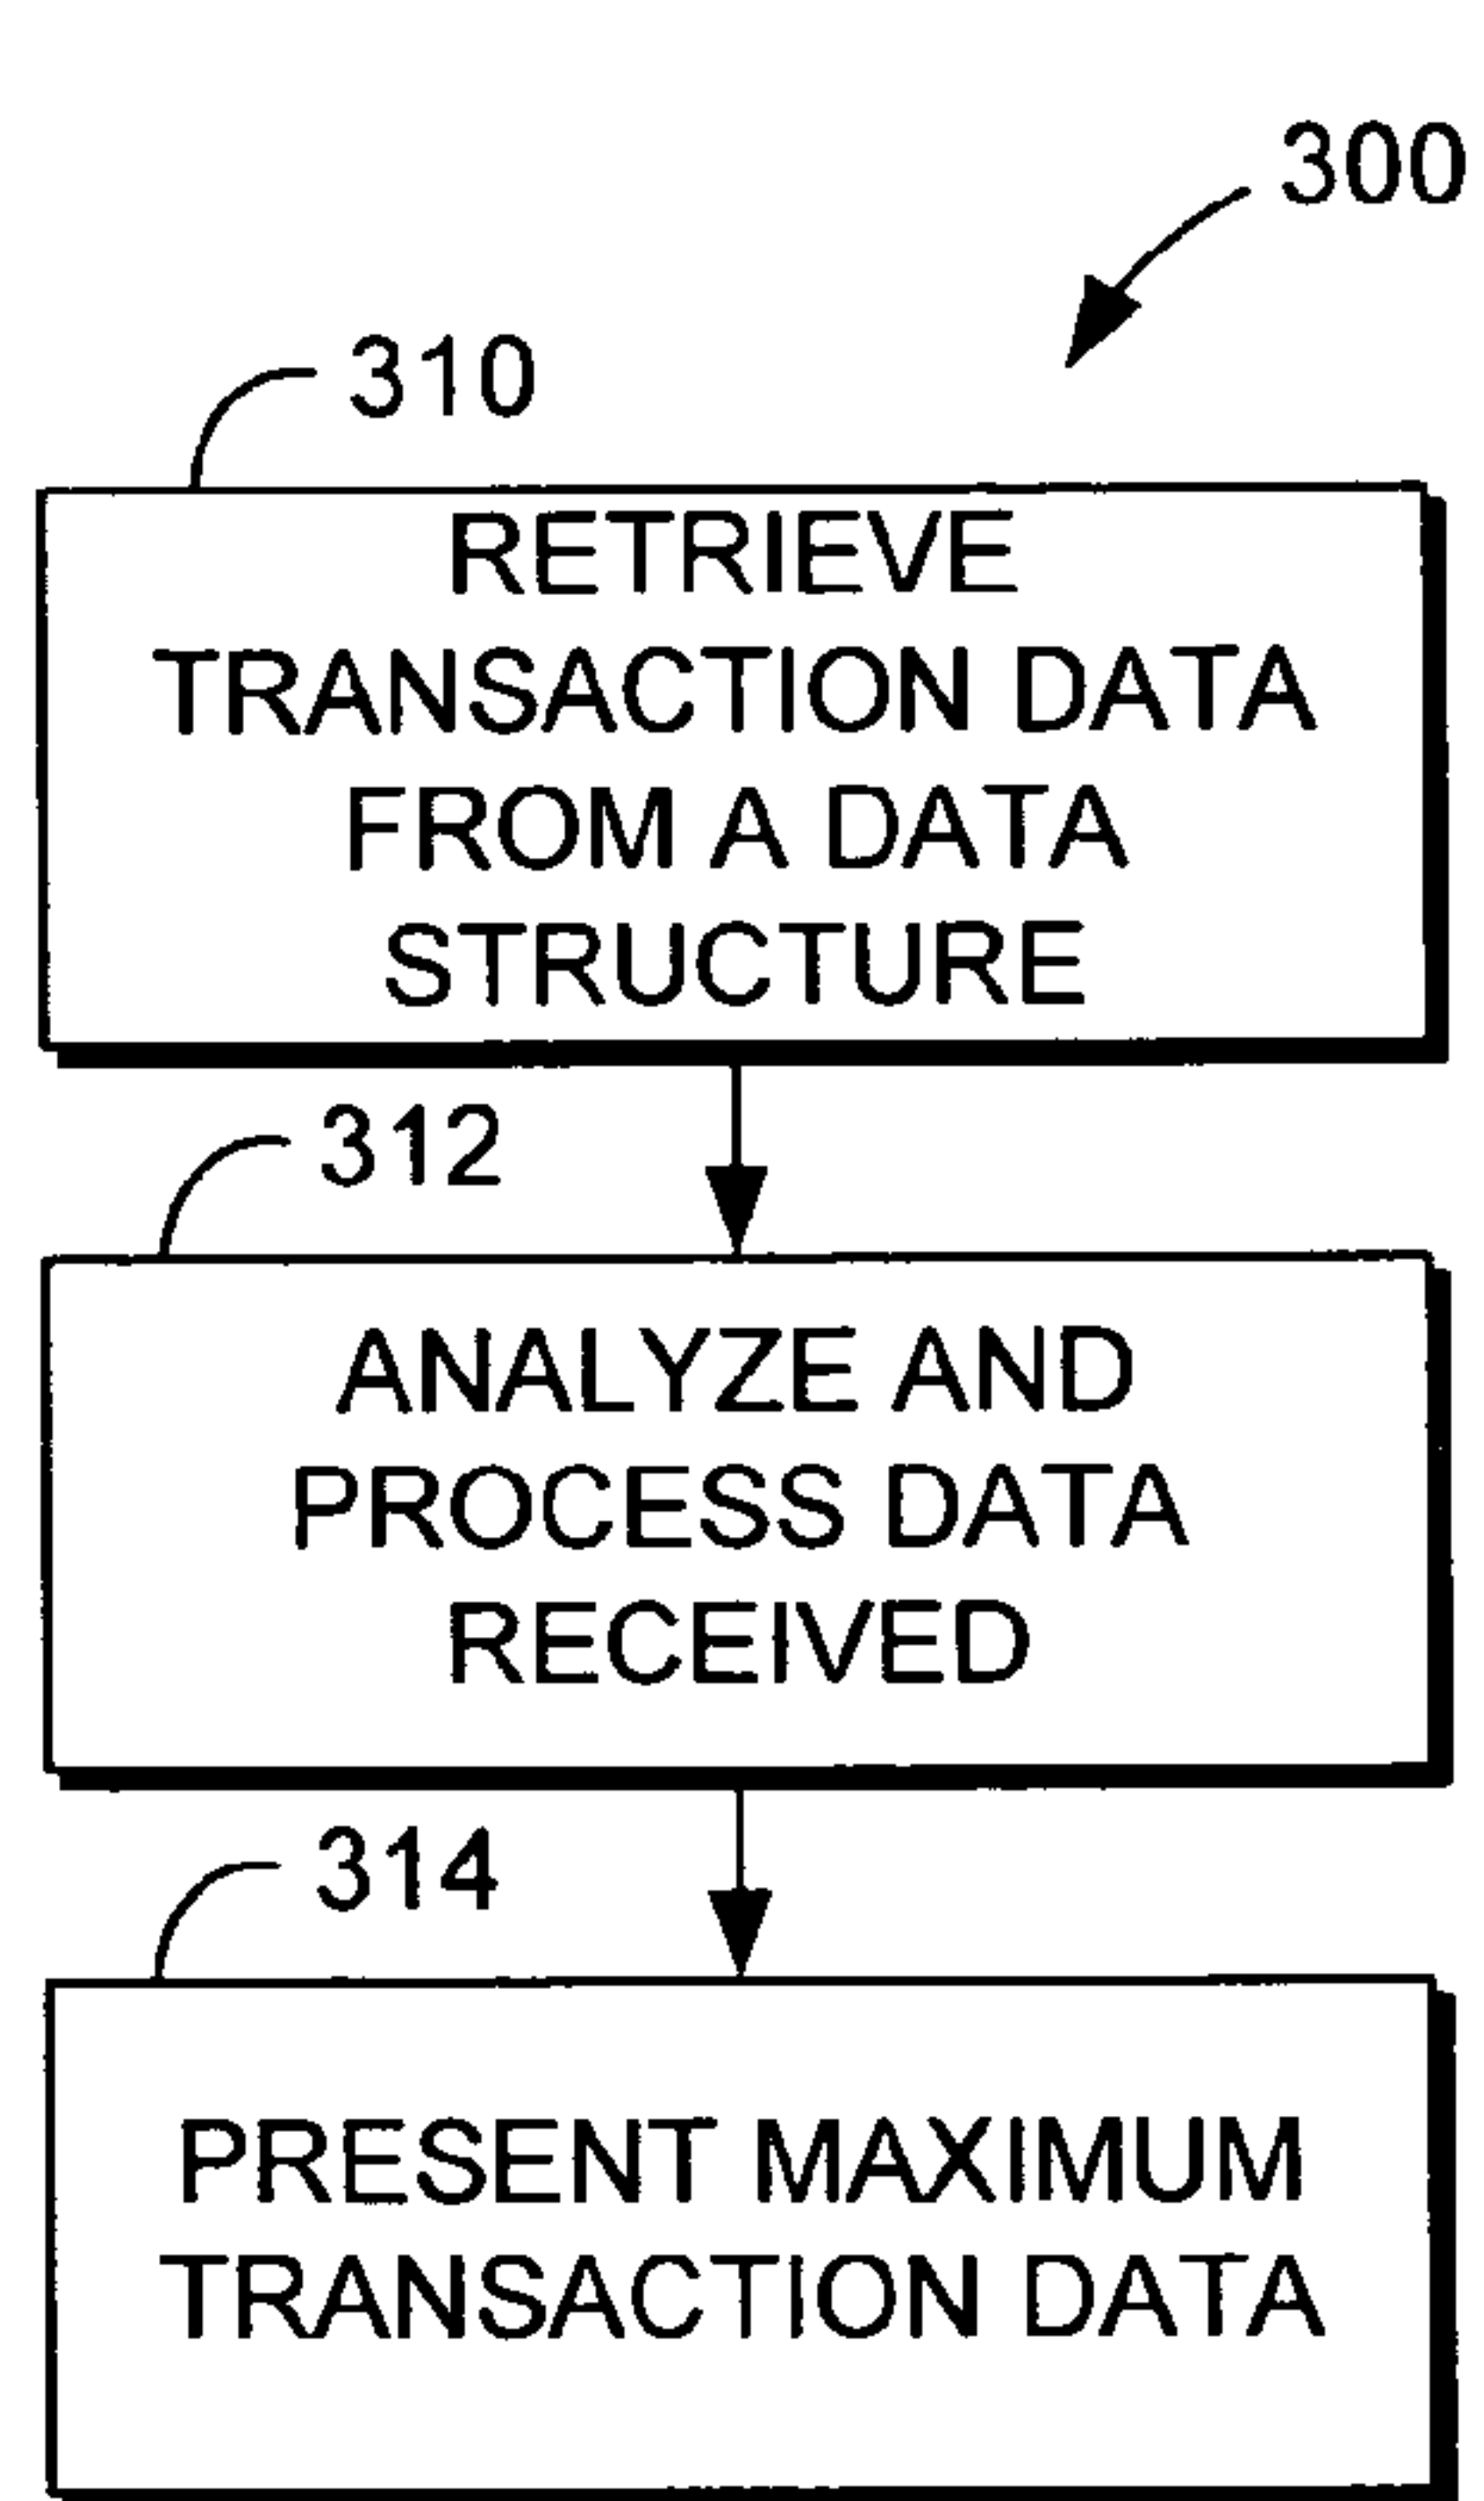 300
310
RETRIEVE
TRANSACTION DATA
FROM A DATA
STRUCTURE
312
ANALYZE AND
PROCESS DATA
RECEIVED
314
PRESENT MAXIMUM
TRANSACTION DATA